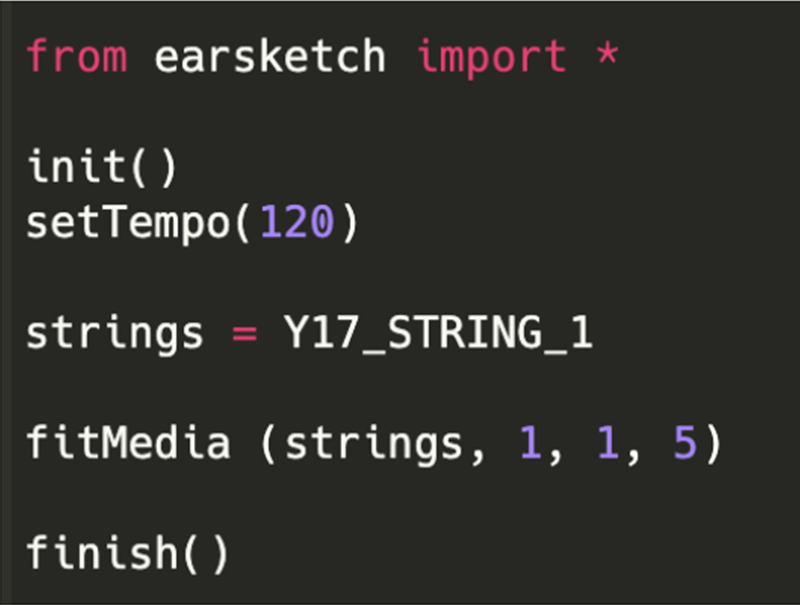 from earsketch import *
init()
setTempo(120)
strings = Y17_STRING_1
fitMedia (strings, 1, 1, 5)
finish()